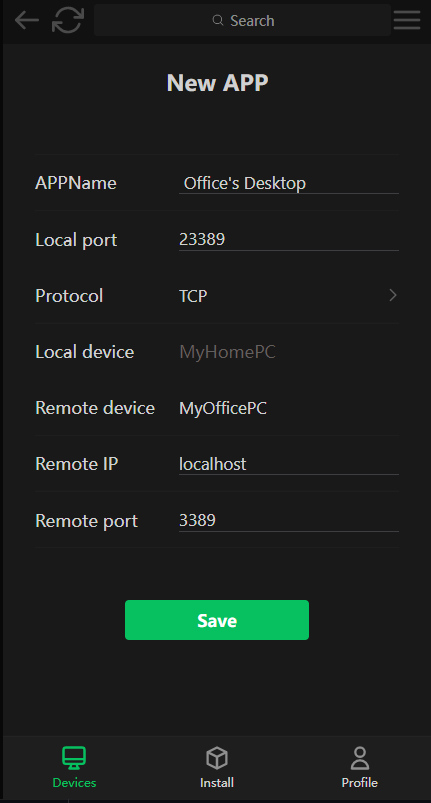 Search
New APP
APPName Office's Desktop
Local port 23389
Protocol TCP
Local device MyHomePC
Remote device MyOfficePC
Remote IP localhost
Remote port 3389
Save
Devices Install Profile